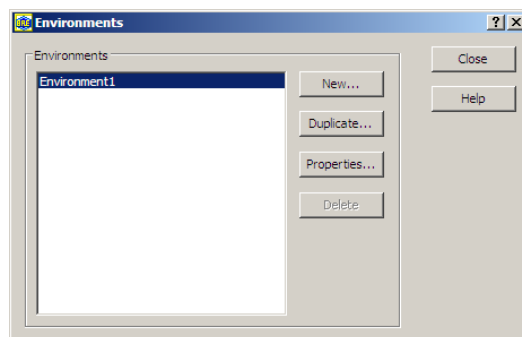 Environments
Environments
Environment1
New...
Duplicate...
Properties...
Delete
Close
Help